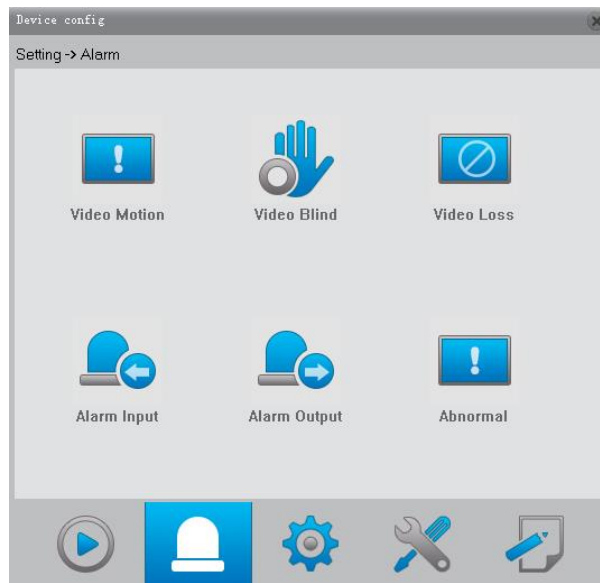 Device config
Setting -> Alarm
Video Motion
Video Blind
Video Loss
Alarm Input
Alarm Output
Abnormal